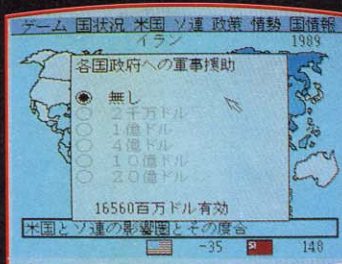 ゲーム 国状況 米国 ソ連 政策 情勢 国情報
イラン 1989
各国政府への軍事援助
無し
2千万ドル
1億ドル
4億ドル
10億ドル
20億ドル
16560百万ドル有効
米国とソ連の影響圏とその度合
-35 148